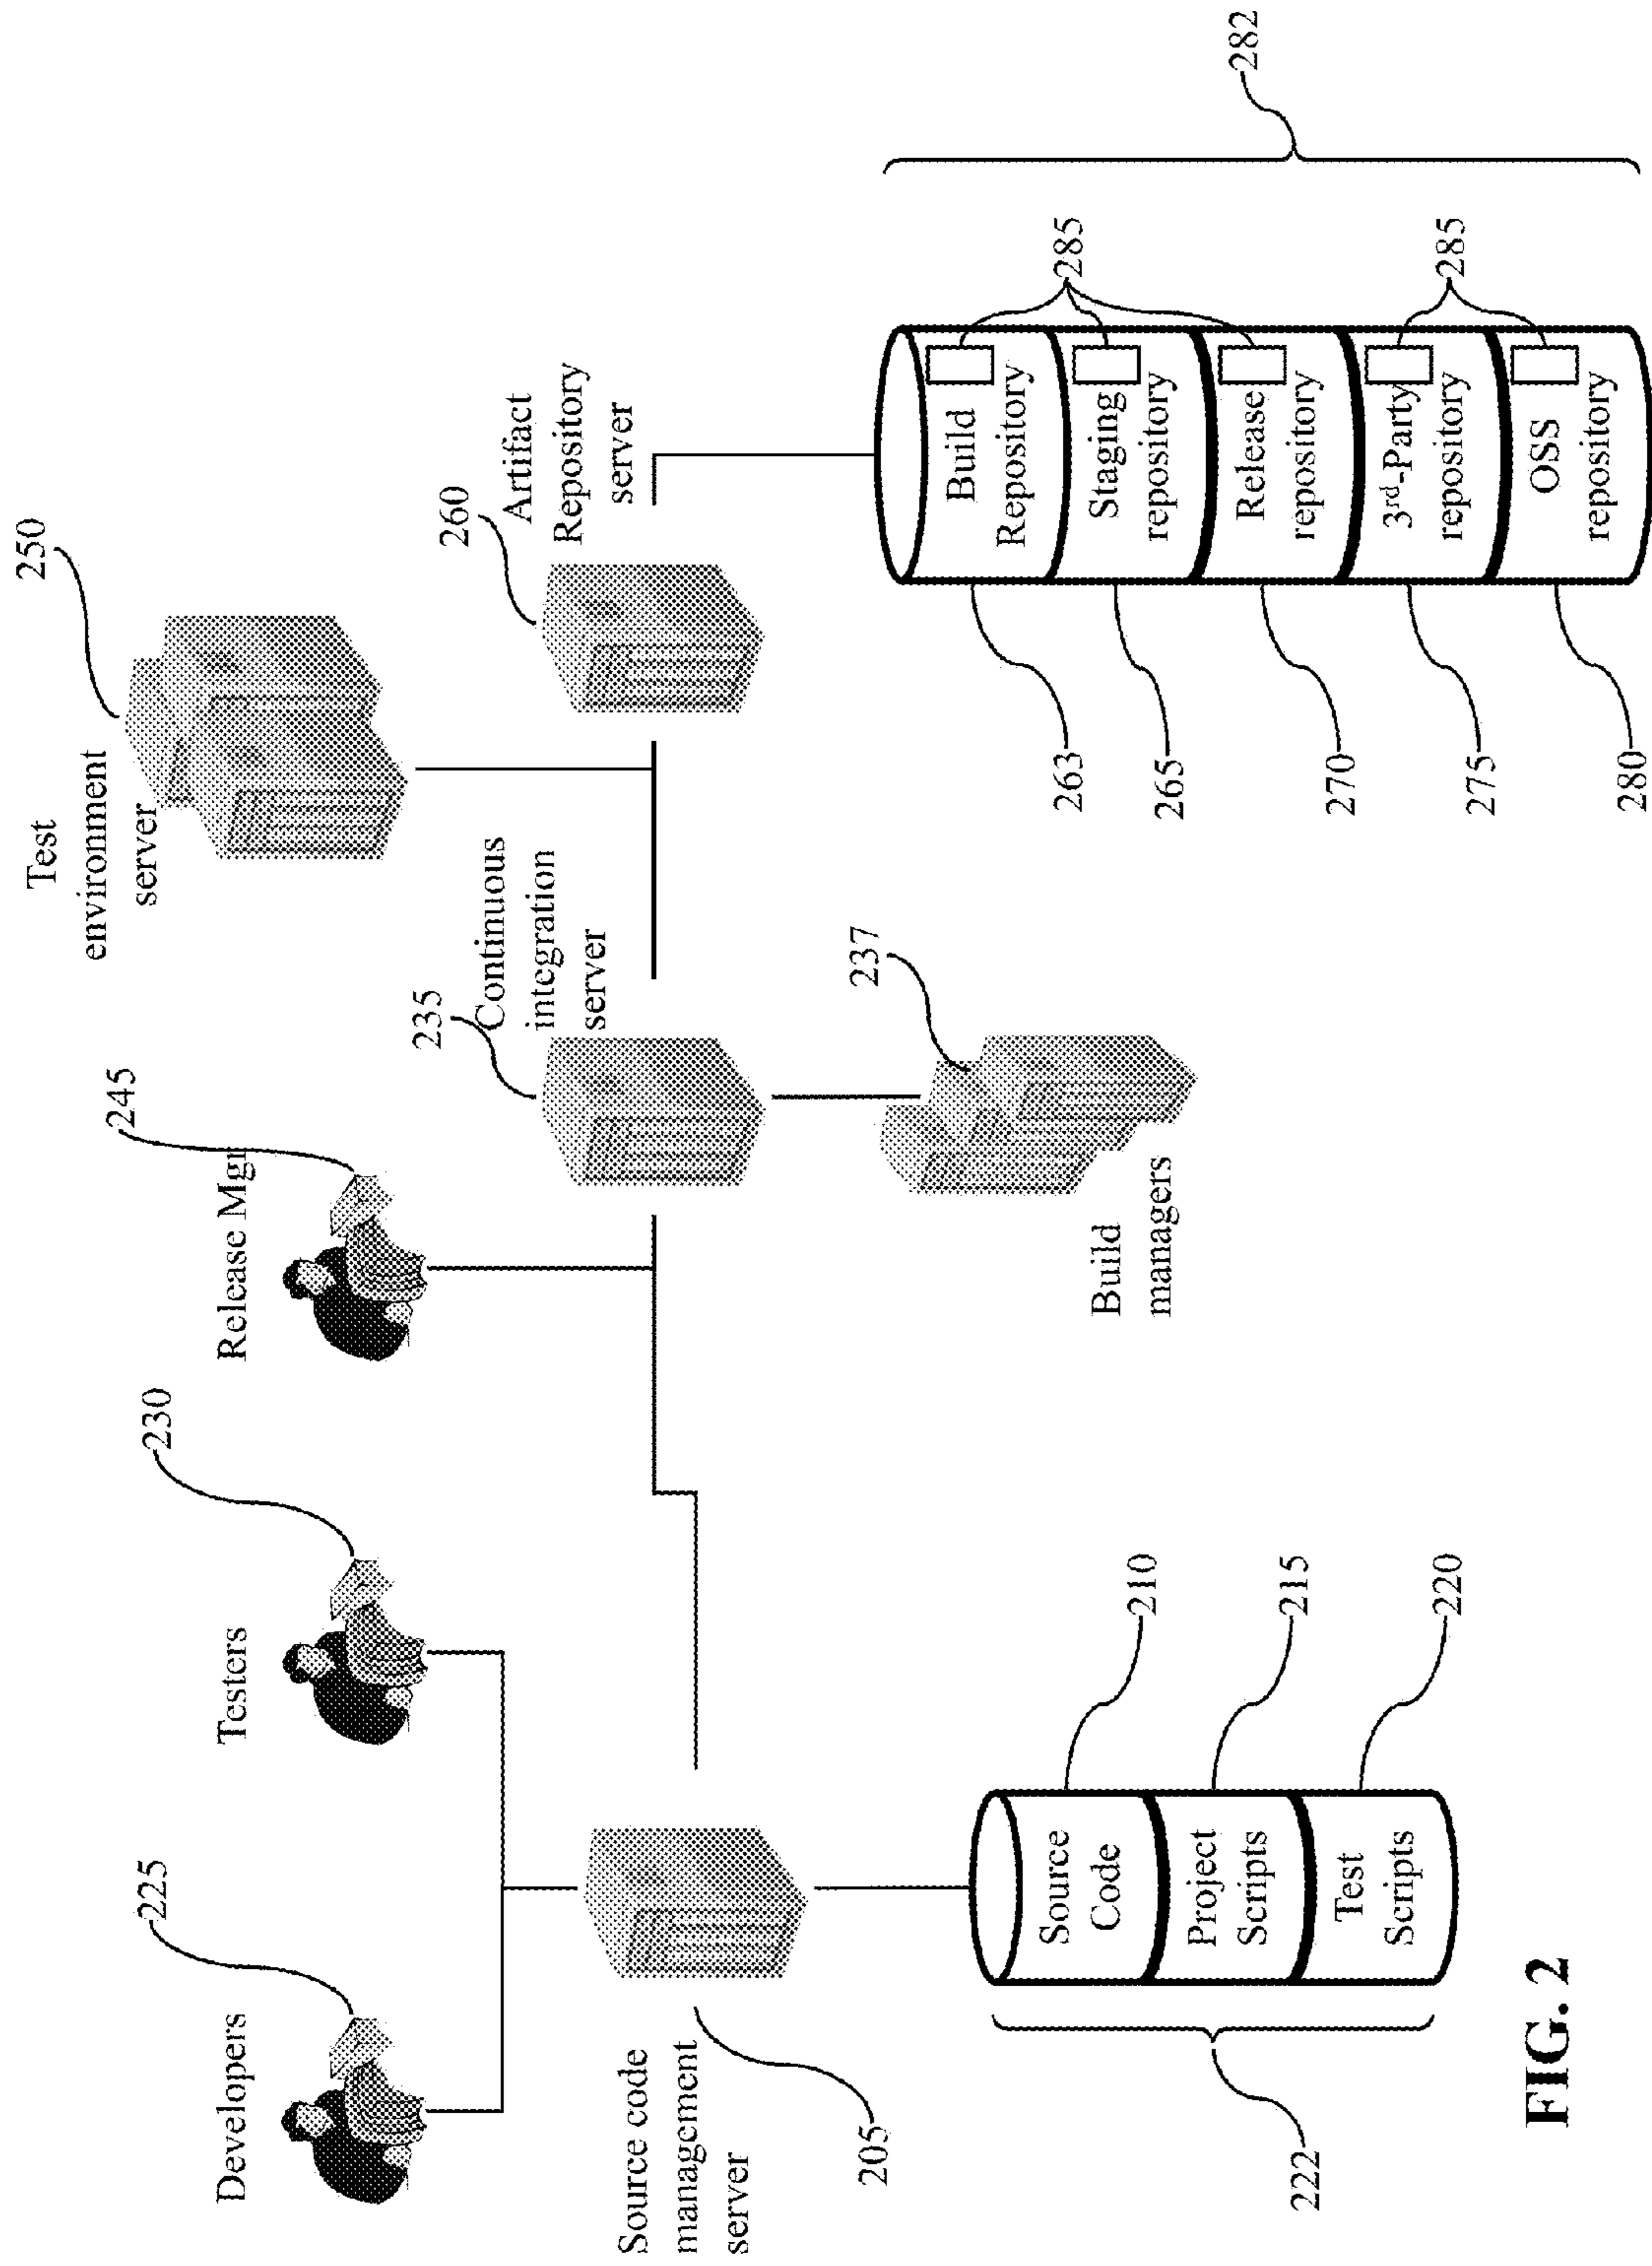 Developers
225
Testers
230
Release Mgr
245
Test
environment
server
250
Source code
management
server
205
235
Continuous
integration
server
260
Artifact
Repository
server
237
Build
managers
222
Source
Code
210
Project
Scripts
215
Test
Scripts
220
263
Build
Repository
265
Staging
repository
285
270
Release
repository
275
3rd-Party
repository
285
280
OSS
repository
282
FIG. 2